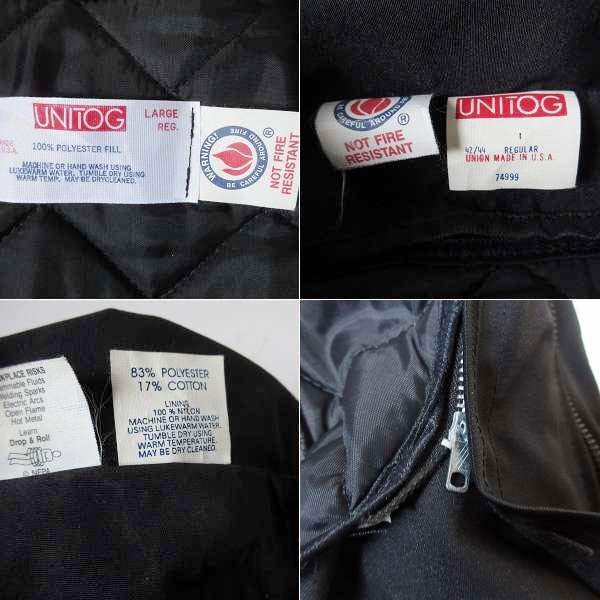 UNITOG
LARGE
REG.
U.S.A.
100% POLYESTER FILL
MACHINE OR HAND WASH USING
LUKEWARM WATER, TUMBLE DRY USING
WARM TEMP. MAY BE DRYCLEANED.
WARNING!
BE CAREFUL
AROUND FIRE
NOT FIRE
RESISTANT
BE CAREFUL AROUND
NOT FIRE
RESISTANT
UNITOG
1
42/44 REGULAR
UNION MADE IN U.S.A.
74999
RISKS
Fluids
Welding Sparks
Electric Arcs
Open Flame
Hot Metal
Learn
Drop & Roll
© NFPA
83% POLYESTER
17% COTTON
LINING
100% NYLON
MACHINE OR HAND WASH
USING LUKEWARM WATER.
TUMBLE DRY USING
WARM TEMPERATURE.
MAY BE DRYCLEANED.